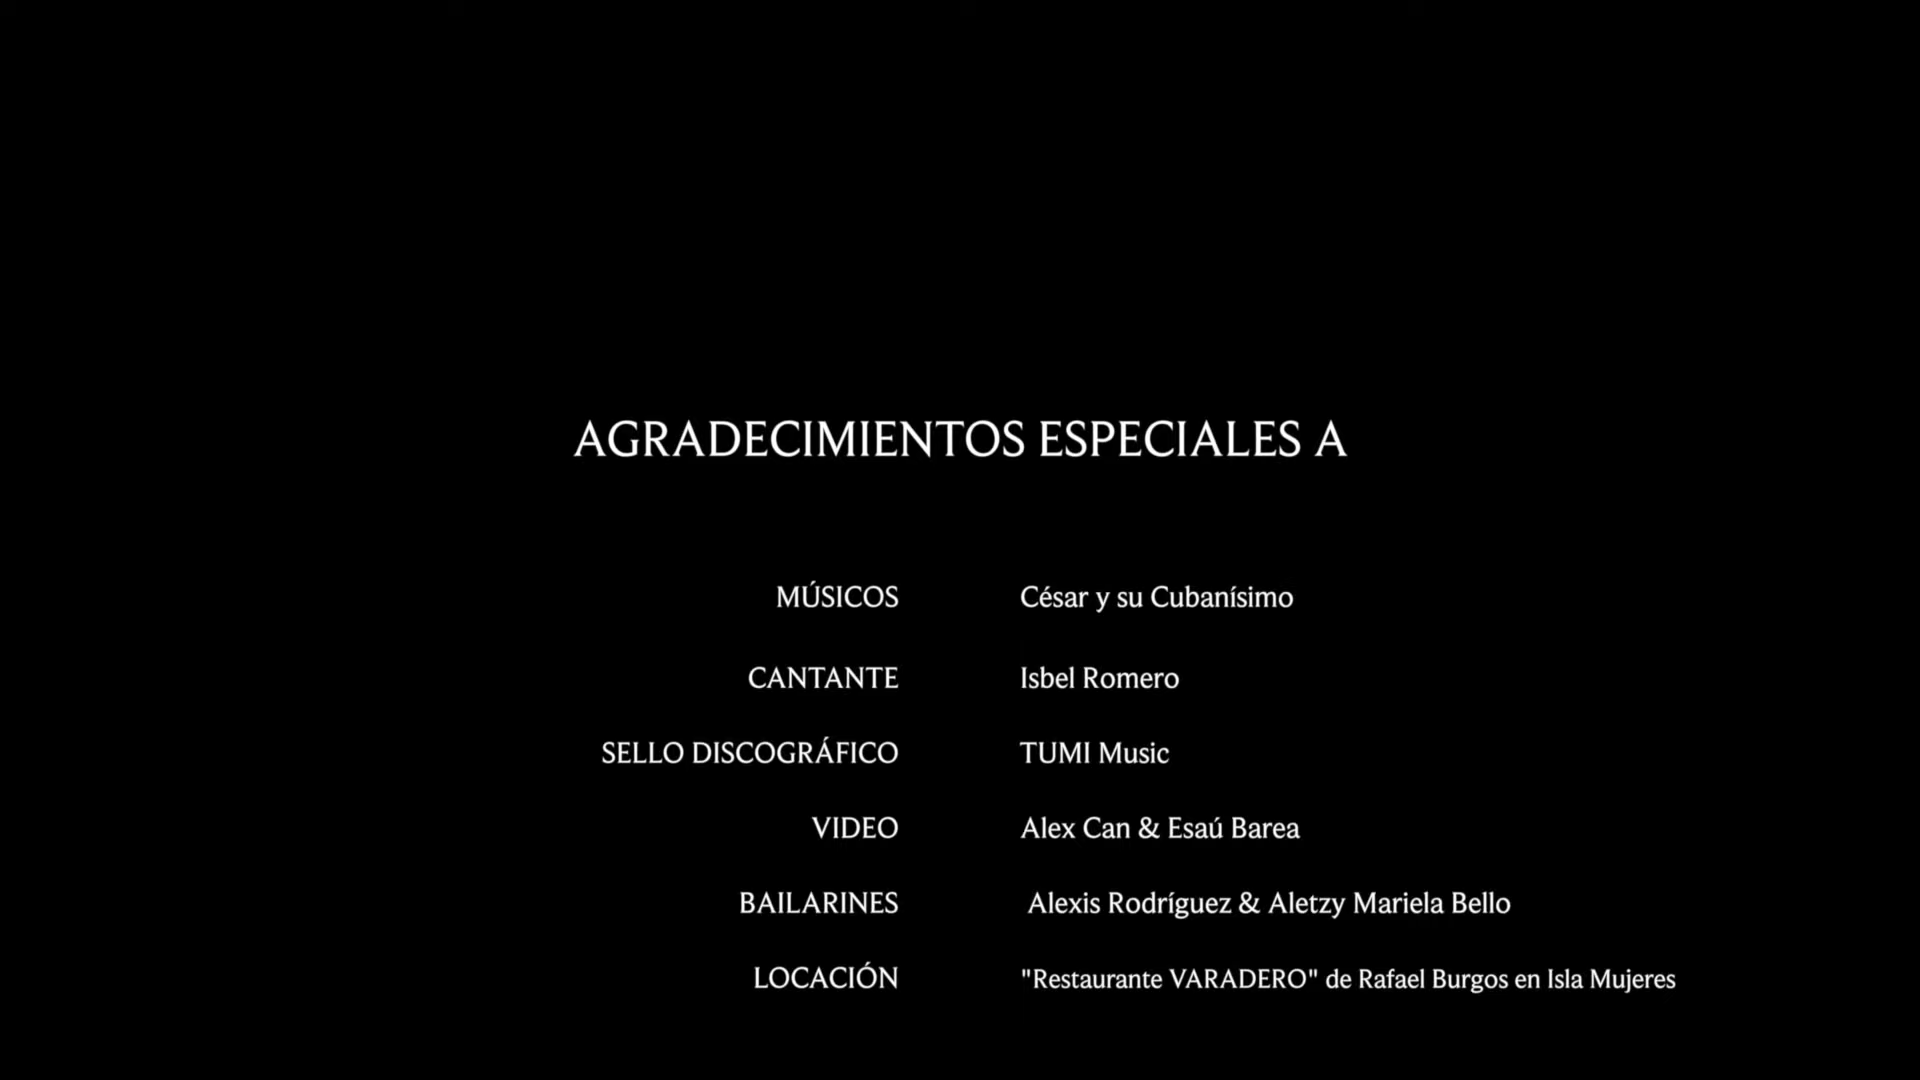 AGRADECIMIENTOS ESPECIALES A
MÚSICOS César y su Cubanísimo
CANTANTE Isbel Romero
SELLO DISCOGRÁFICO TUMI Music
VIDEO Alex Can & Esaú Barea
BAILARINES Alexis Rodríguez & Aletzy Mariela Bello
LOCACIÓN "Restaurante VARADERO" de Rafael Burgos en Isla Mujeres